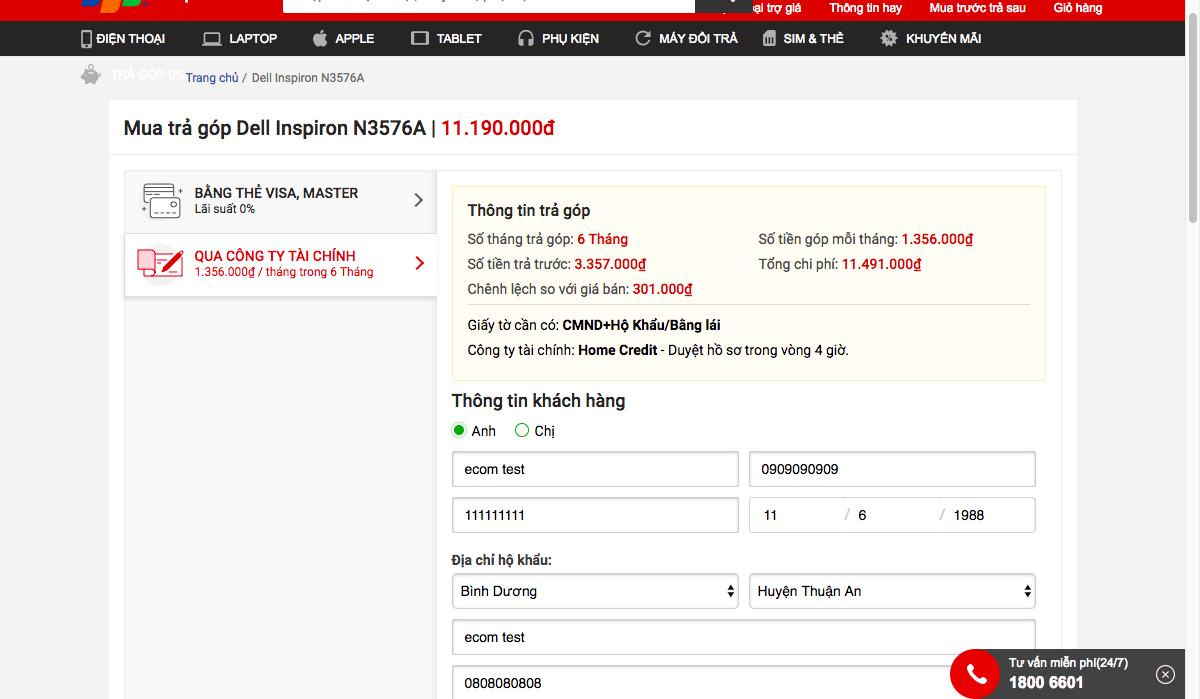 Thông tin hay
Mua trước trả sau
Giỏ hàng
ại trợ giá
ĐIỆN THOẠI
LAPTOP
APPLE
TABLET
PHỤ KIỆN
MÁY ĐỔI TRẢ
SIM & THẺ
KHUYẾN MÃI
TRẢ GÓP 0%
Trang chủ / Dell Inspiron N3576A
Mua trả góp Dell Inspiron N3576A | 11.190.000đ
BẰNG THẺ VISA, MASTER
Lãi suất 0%
QUA CÔNG TY TÀI CHÍNH
1.356.000₫ / tháng trong 6 Tháng
Thông tin trả góp
Số tháng trả góp: 6 Tháng
Số tiền góp mỗi tháng: 1.356.000₫
Số tiền trả trước: 3.357.000₫
Tổng chi phí: 11.491.000₫
Chênh lệch so với giá bán: 301.000₫
Giấy tờ cần có: CMND+Hộ Khẩu/Bằng lái
Công ty tài chính: Home Credit - Duyệt hồ sơ trong vòng 4 giờ.
Thông tin khách hàng
Anh
Chị
ecom test
0909090909
111111111
11 / 6 / 1988
Địa chỉ hộ khẩu:
Bình Dương
Huyện Thuận An
ecom test
0808080808
Tư vấn miễn phí(24/7)
1800 6601